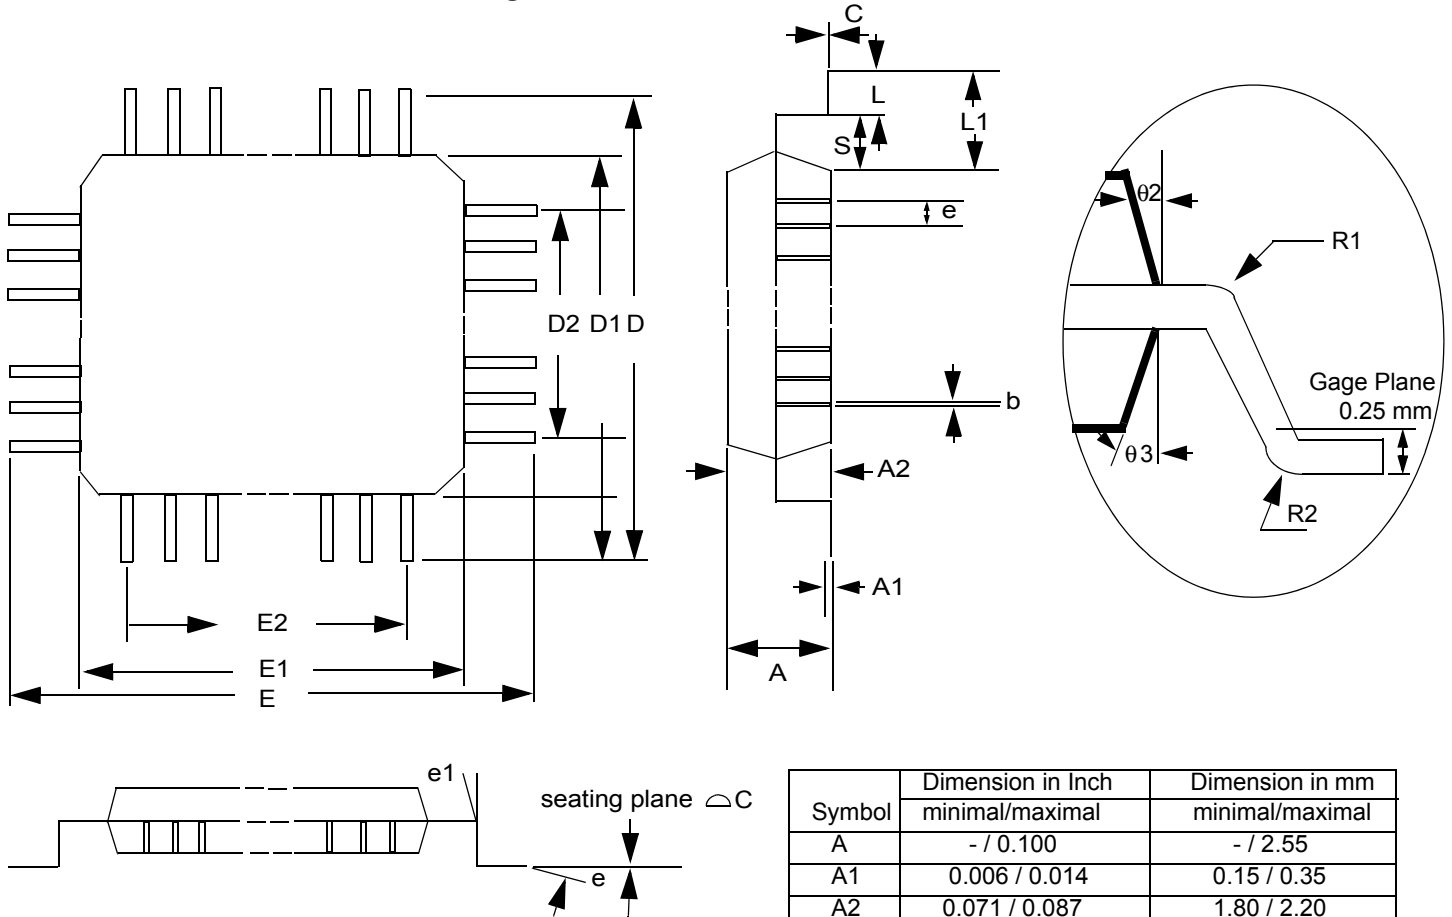 C
L
L1
S
e
θ2
R1
D2 D1 D
Gage Plane
0.25 mm
b
θ3
A2
R2
A1
E2
E1
A
E
e1
seating plane ⌓ C
e
Symbol
Dimension in Inch
Dimension in mm
minimal/maximal
minimal/maximal
A - / 0.100 - / 2.55
A1 0.006 / 0.014 0.15 / 0.35
A2 0.071 / 0.087 1.80 / 2.20